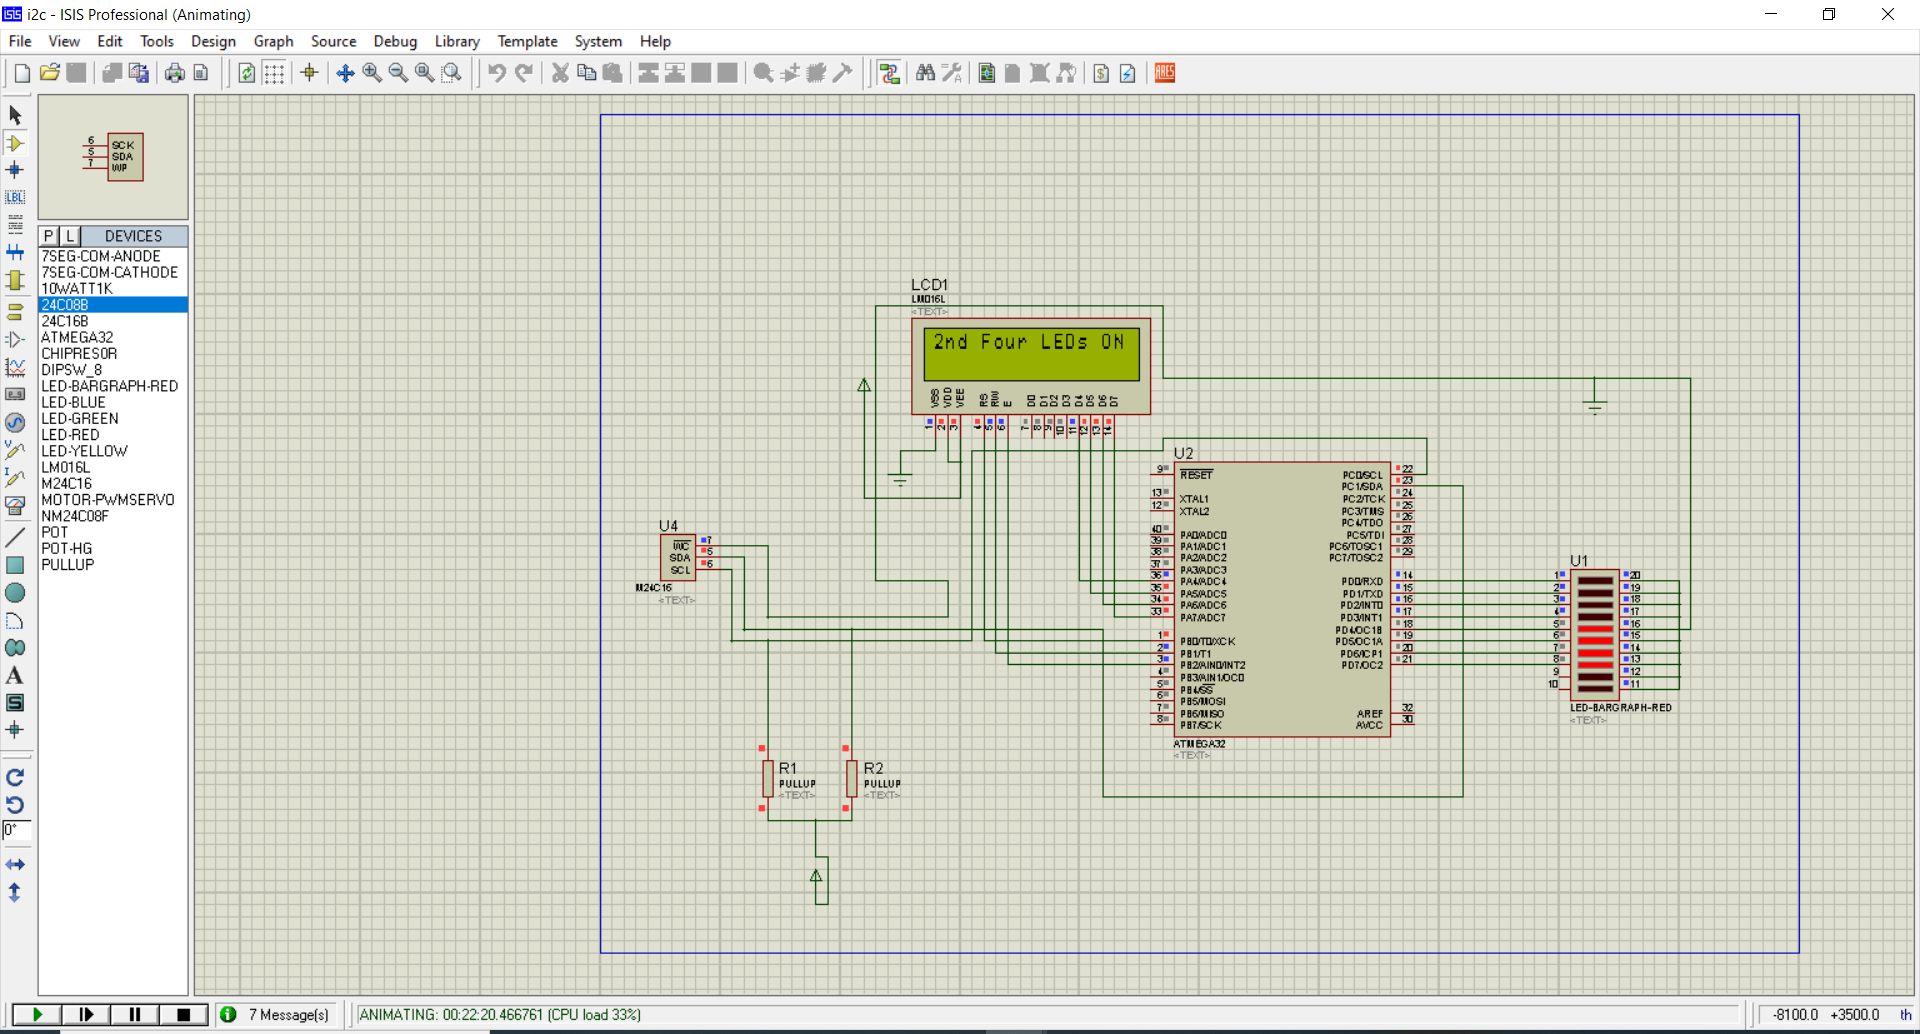 i2c - ISIS Professional (Animating)
File View Edit Tools Design Graph Source Debug Library Template System Help
ARES
LBL
6 SCK
5 SDA
7 WP
P L DEVICES
7SEG-COM-ANODE
7SEG-COM-CATHODE
10WATT1K
24C08B
24C16B
ATMEGA32
CHIPRESOR
DIPSW_8
LED-BARGRAPH-RED
LED-BLUE
LED-GREEN
LED-RED
LED-YELLOW
LM016L
M24C16
MOTOR-PWMSERVO
NM24C08F
POT
POT-HG
PULLUP
0°
LCD1
LM016L
<TEXT>
2nd Four LEDs ON
VSS VDD VEE RS RW E D0 D1 D2 D3 D4 D5 D6 D7
1 2 3 4 5 6 7 8 9 10 11 12 13 14
U4
WC 7
SDA 5
SCL 6
M24C16
<TEXT>
R1
PULLUP
<TEXT>
R2
PULLUP
<TEXT>
U2
9 RESET
13 XTAL1
12 XTAL2
40 PA0/ADC0
39 PA1/ADC1
38 PA2/ADC2
37 PA3/ADC3
36 PA4/ADC4
35 PA5/ADC5
34 PA6/ADC6
33 PA7/ADC7
1 PB0/T0/XCK
2 PB1/T1
3 PB2/AIN0/INT2
4 PB3/AIN1/OC0
5 PB4/SS
6 PB5/MOSI
7 PB6/MISO
8 PB7/SCK
PC0/SCL 22
PC1/SDA 23
PC2/TCK 24
PC3/TMS 25
PC4/TDO 26
PC5/TDI 27
PC6/TOSC1 28
PC7/TOSC2 29
PD0/RXD 14
PD1/TXD 15
PD2/INT0 16
PD3/INT1 17
PD4/OC1B 18
PD5/OC1A 19
PD6/ICP1 20
PD7/OC2 21
AREF 32
AVCC 30
ATMEGA32
<TEXT>
U1
1 20
2 19
3 18
4 17
5 16
6 15
7 14
8 13
9 12
10 11
LED-BARGRAPH-RED
<TEXT>
7 Message(s)
ANIMATING: 00:22:20.466761 (CPU load 33%)
-8100.0 +3500.0 th